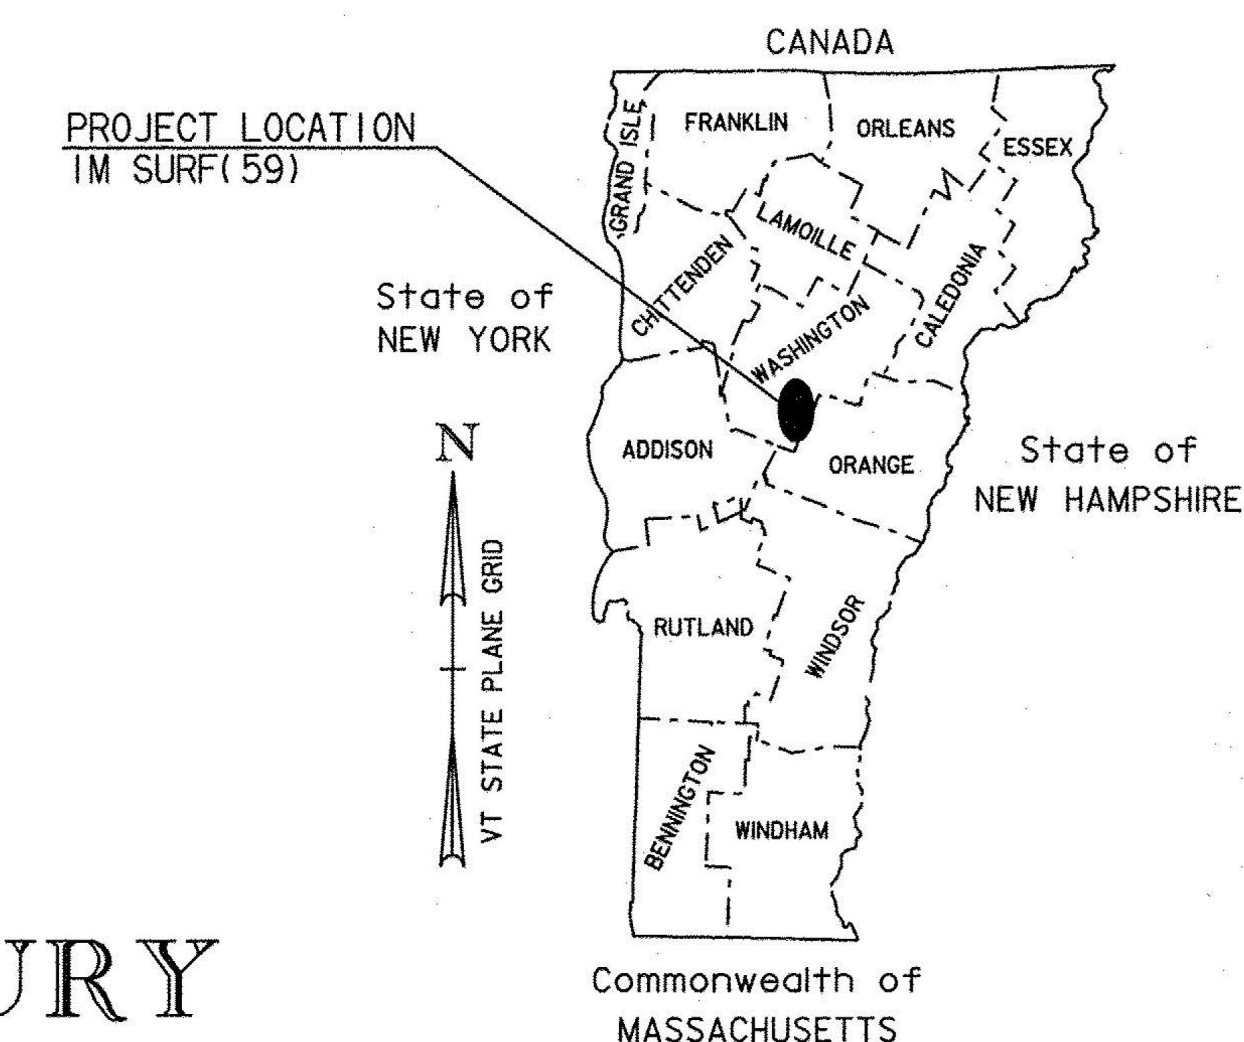 CANADA
PROJECT LOCATION
IM SURF(59)
GRAND ISLE
FRANKLIN
ORLEANS
ESSEX
LAMOILLE
CHITTENDEN
CALEDONIA
WASHINGTON
State of
NEW YORK
ADDISON
ORANGE
State of
NEW HAMPSHIRE
N
VT STATE PLANE GRID
RUTLAND
WINDSOR
BENNINGTON
WINDHAM
URY
Commonwealth of
MASSACHUSETTS